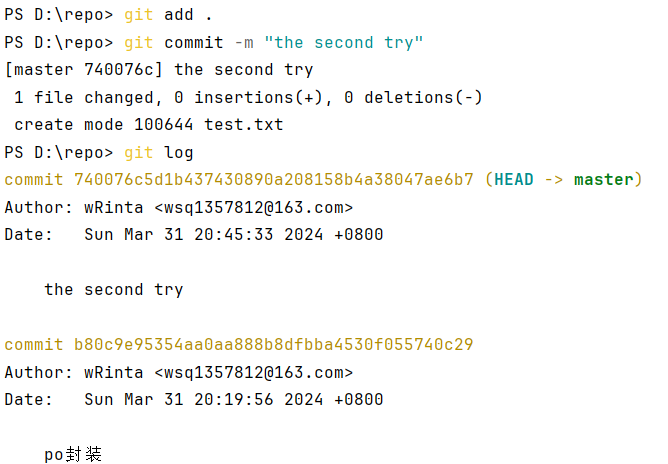 PS D:\repo> git add .
PS D:\repo> git commit -m "the second try"
[master 740076c] the second try
 1 file changed, 0 insertions(+), 0 deletions(-)
 create mode 100644 test.txt
PS D:\repo> git log
commit 740076c5d1b437430890a208158b4a38047ae6b7 (HEAD -> master)
Author: wRinta <wsq1357812@163.com>
Date:   Sun Mar 31 20:45:33 2024 +0800
    the second try
commit b80c9e95354aa0aa888b8dfbba4530f055740c29
Author: wRinta <wsq1357812@163.com>
Date:   Sun Mar 31 20:19:56 2024 +0800
    po封装